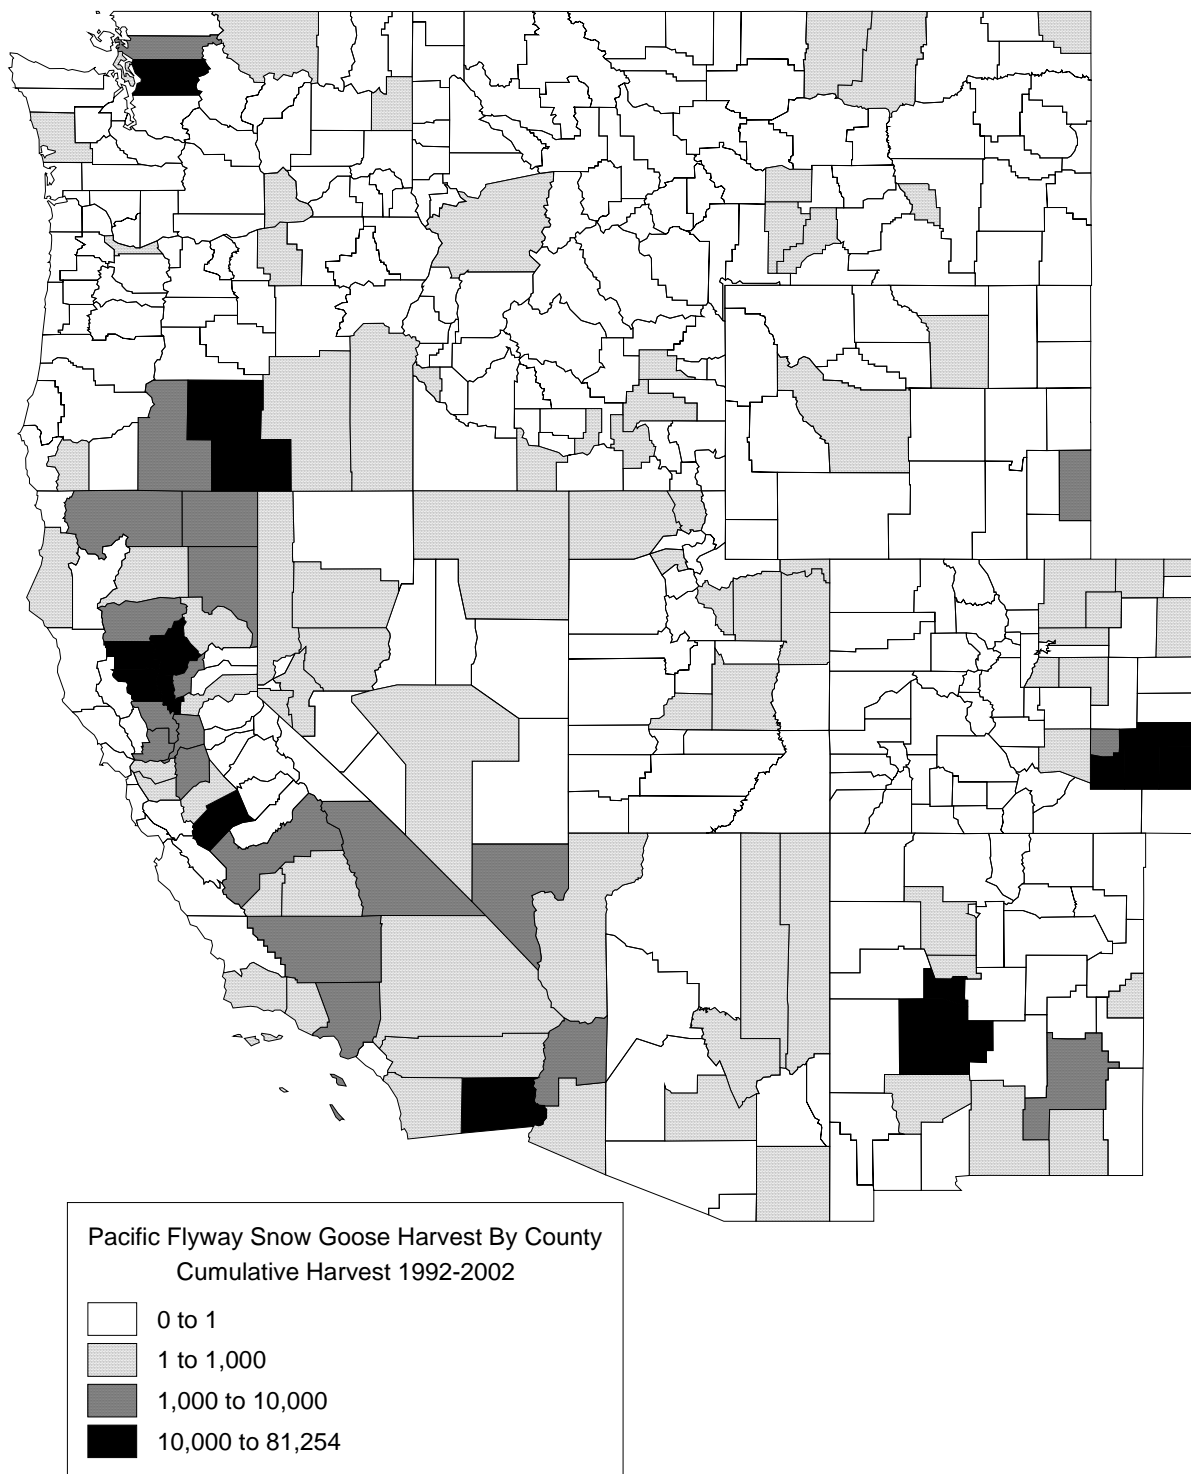 Pacific Flyway Snow Goose Harvest By County
Cumulative Harvest 1992-2002
0 to 1
1 to 1,000
1,000 to 10,000
10,000 to 81,254